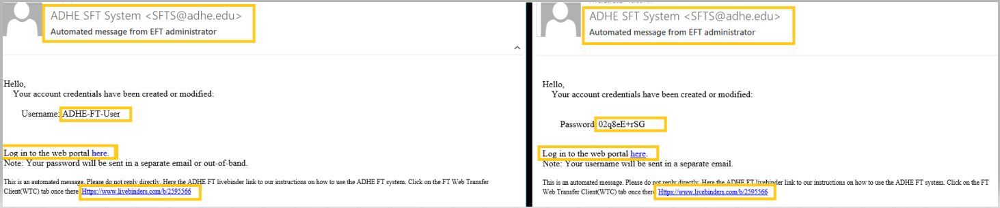 ADHE SFT System <SFTS@adhe.edu>
Automated message from EFT administrator
Hello,
Your account credentials have been created or modified:
Username: ADHE-FT-User
Log in to the web portal here.
Note: Your password will be sent in a separate email or out-of-band.
This is an automated message. Please do not reply directly. Here the ADHE FT livebinder link to our instructions on how to use the ADHE FT system. Click on the FT Web Transfer
Client(WTC) tab once there Https://www.livebinders.com/b/2595566
ADHE SFT System <SFTS@adhe.edu>
Automated message from EFT administrator
Hello,
Your account credentials have been created or modified:
Password: 02q8eE+rSG
Log in to the web portal here.
Note: Your username will be sent in a separate email.
This is an automated message. Please do not reply directly. Here the ADHE FT livebinder link to our instructions on how to use the ADHE FT system. Click on the FT
Web Transfer Client(WTC) tab once there Https://www.livebinders.com/b/2595566